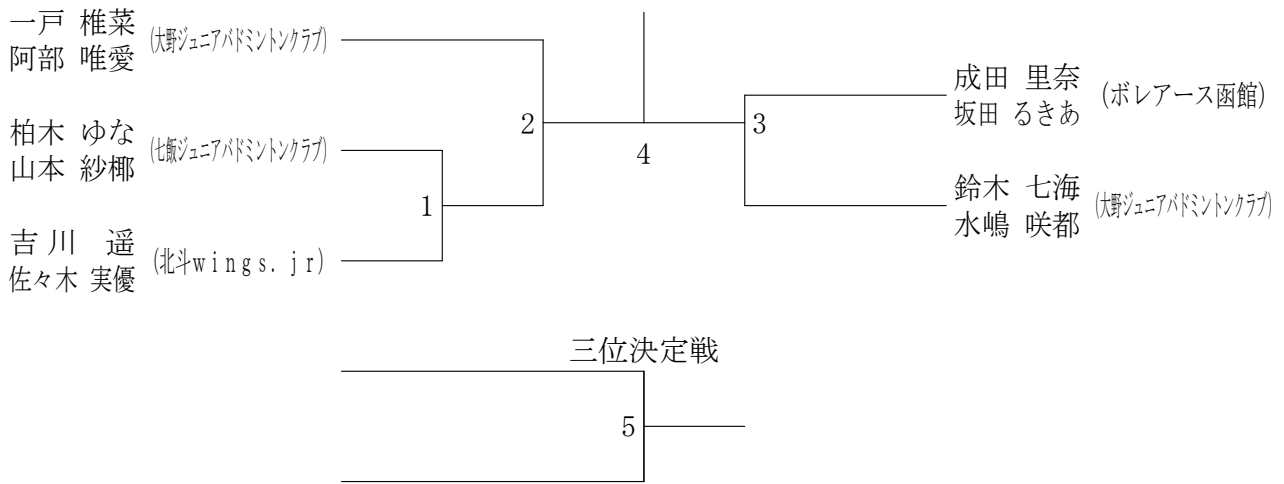 一戸 椎菜
阿部 唯愛
(大野ジュニアバドミントンクラブ)
柏木 ゆな
山本 紗椰
(七飯ジュニアバドミントンクラブ)
吉川 遥
佐々木 実優
(北斗wings.jr)
1
2
4
3
成田 里奈
坂田 るきあ
(ボレアース函館)
鈴木 七海
水嶋 咲都
(大野ジュニアバドミントンクラブ)
三位決定戦
5